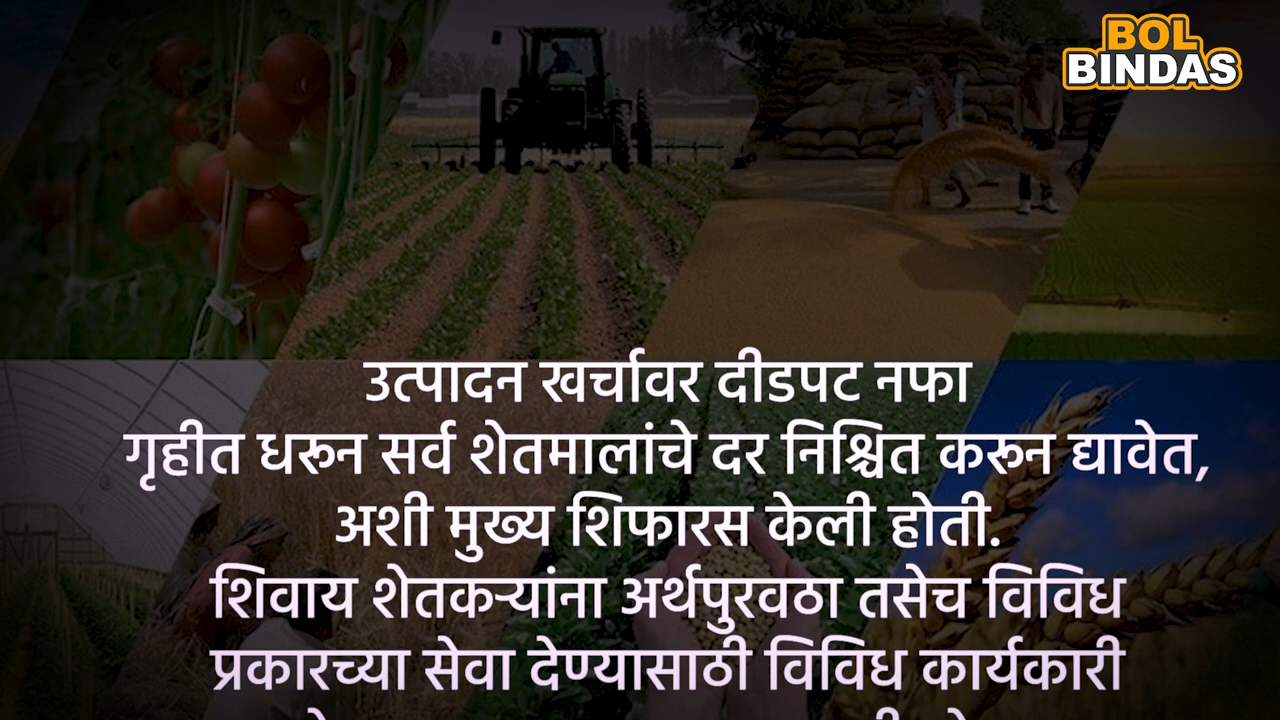 BOL
BINDAS
उत्पादन खर्चावर दीडपट नफा
गृहीत धरून सर्व शेतमालांचे दर निश्चित करून द्यावेत,
अशी मुख्य शिफारस केली होती.
शिवाय शेतकऱ्यांना अर्थपुरवठा तसेच विविध
प्रकारच्या सेवा देण्यासाठी विविध कार्यकारी